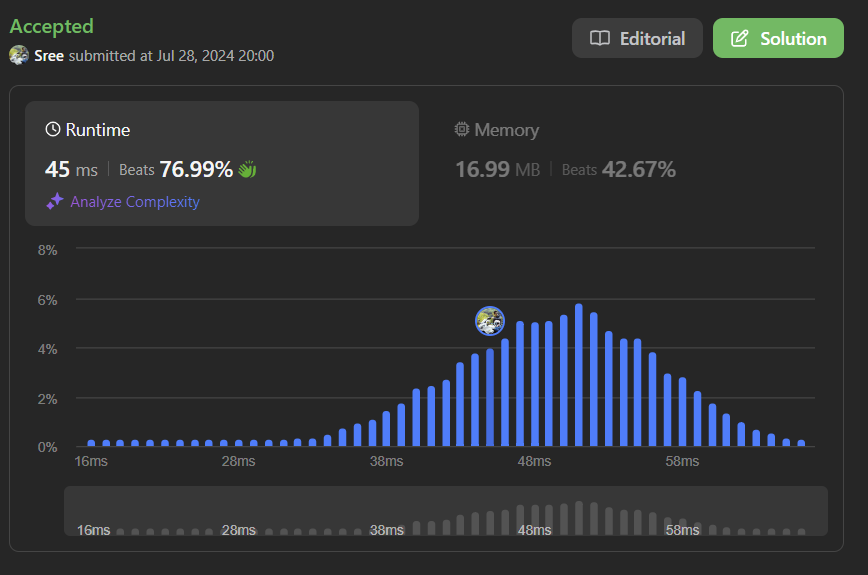 Accepted
Sree submitted at Jul 28, 2024 20:00
Editorial
Solution
Runtime
45 ms | Beats 76.99%
Analyze Complexity
Memory
16.99 MB | Beats 42.67%
8%
6%
4%
2%
0%
16ms 28ms 38ms 48ms 58ms
16ms 28ms 38ms 48ms 58ms